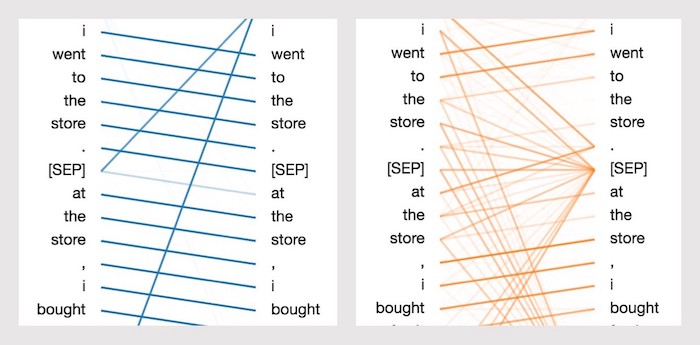 i i
went went
to to
the the
store store
. .
[SEP] [SEP]
at at
the the
store store
, ,
i i
bought bought
i i
went went
to to
the the
store store
. .
[SEP] [SEP]
at at
the the
store store
, ,
i i
bought bought